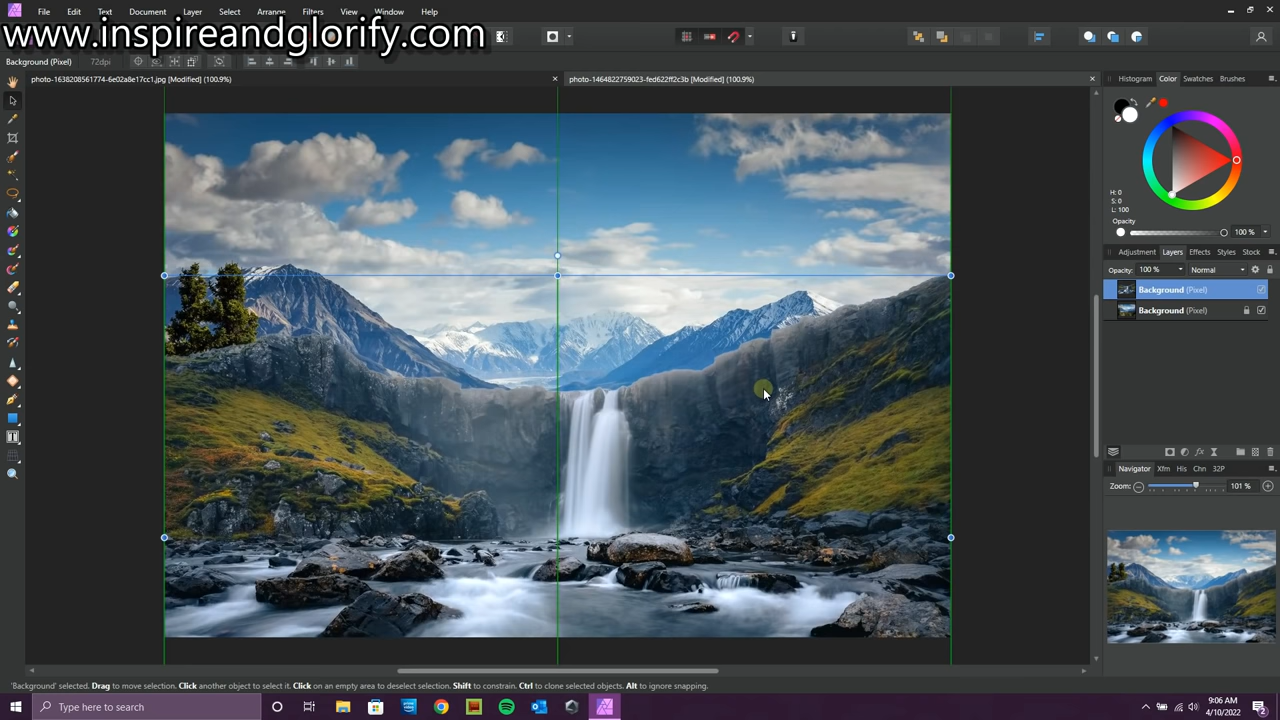 File Edit Text Document Layer Select Arrange Filters View Window Help
www.inspireandglorify.com
Background (Pixel) 72dpi
photo-1638208561774-6e02a8e17cc1.jpg [Modified] (100.9%)
photo-1464822759023-fed622ff2c3b [Modified] (100.9%)
Histogram Color Swatches Brushes
H: 0
S: 0
L: 100
Opacity
100 %
Adjustment Layers Effects Styles Stock
Opacity: 100 % Normal
Background (Pixel)
Background (Pixel)
Navigator Xfm His Chn 32P
Zoom: 101 %
'Background' selected. Drag to move selection. Click another object to select it. Click on an empty area to deselect selection. Shift to constrain. Ctrl to clone selected objects. Alt to ignore snapping.
Type here to search
9:06 AM
4/10/2022
2